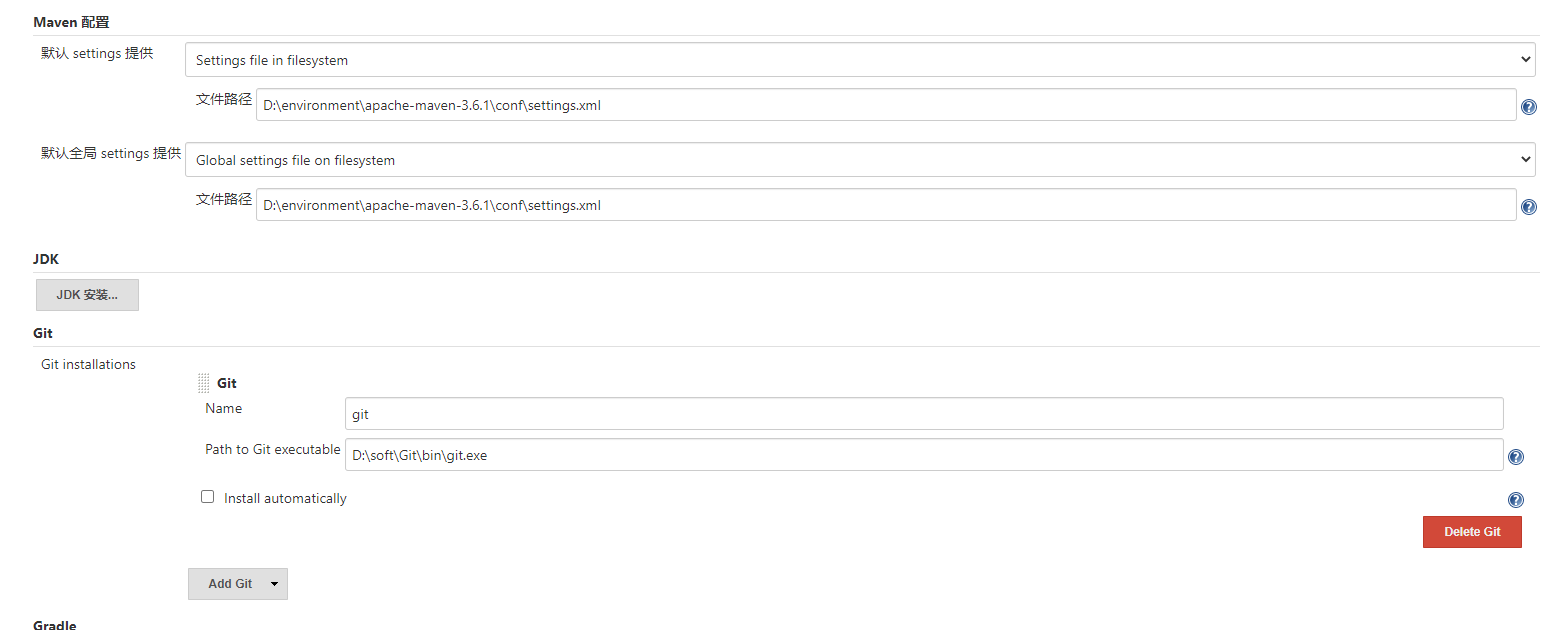 Maven 配置
默认 settings 提供
Settings file in filesystem
文件路径
D:\environment\apache-maven-3.6.1\conf\settings.xml
默认全局 settings 提供
Global settings file on filesystem
文件路径
D:\environment\apache-maven-3.6.1\conf\settings.xml
JDK
JDK 安装...
Git
Git installations
Git
Name
git
Path to Git executable
D:\soft\Git\bin\git.exe
Install automatically
Delete Git
Add Git
Gradle